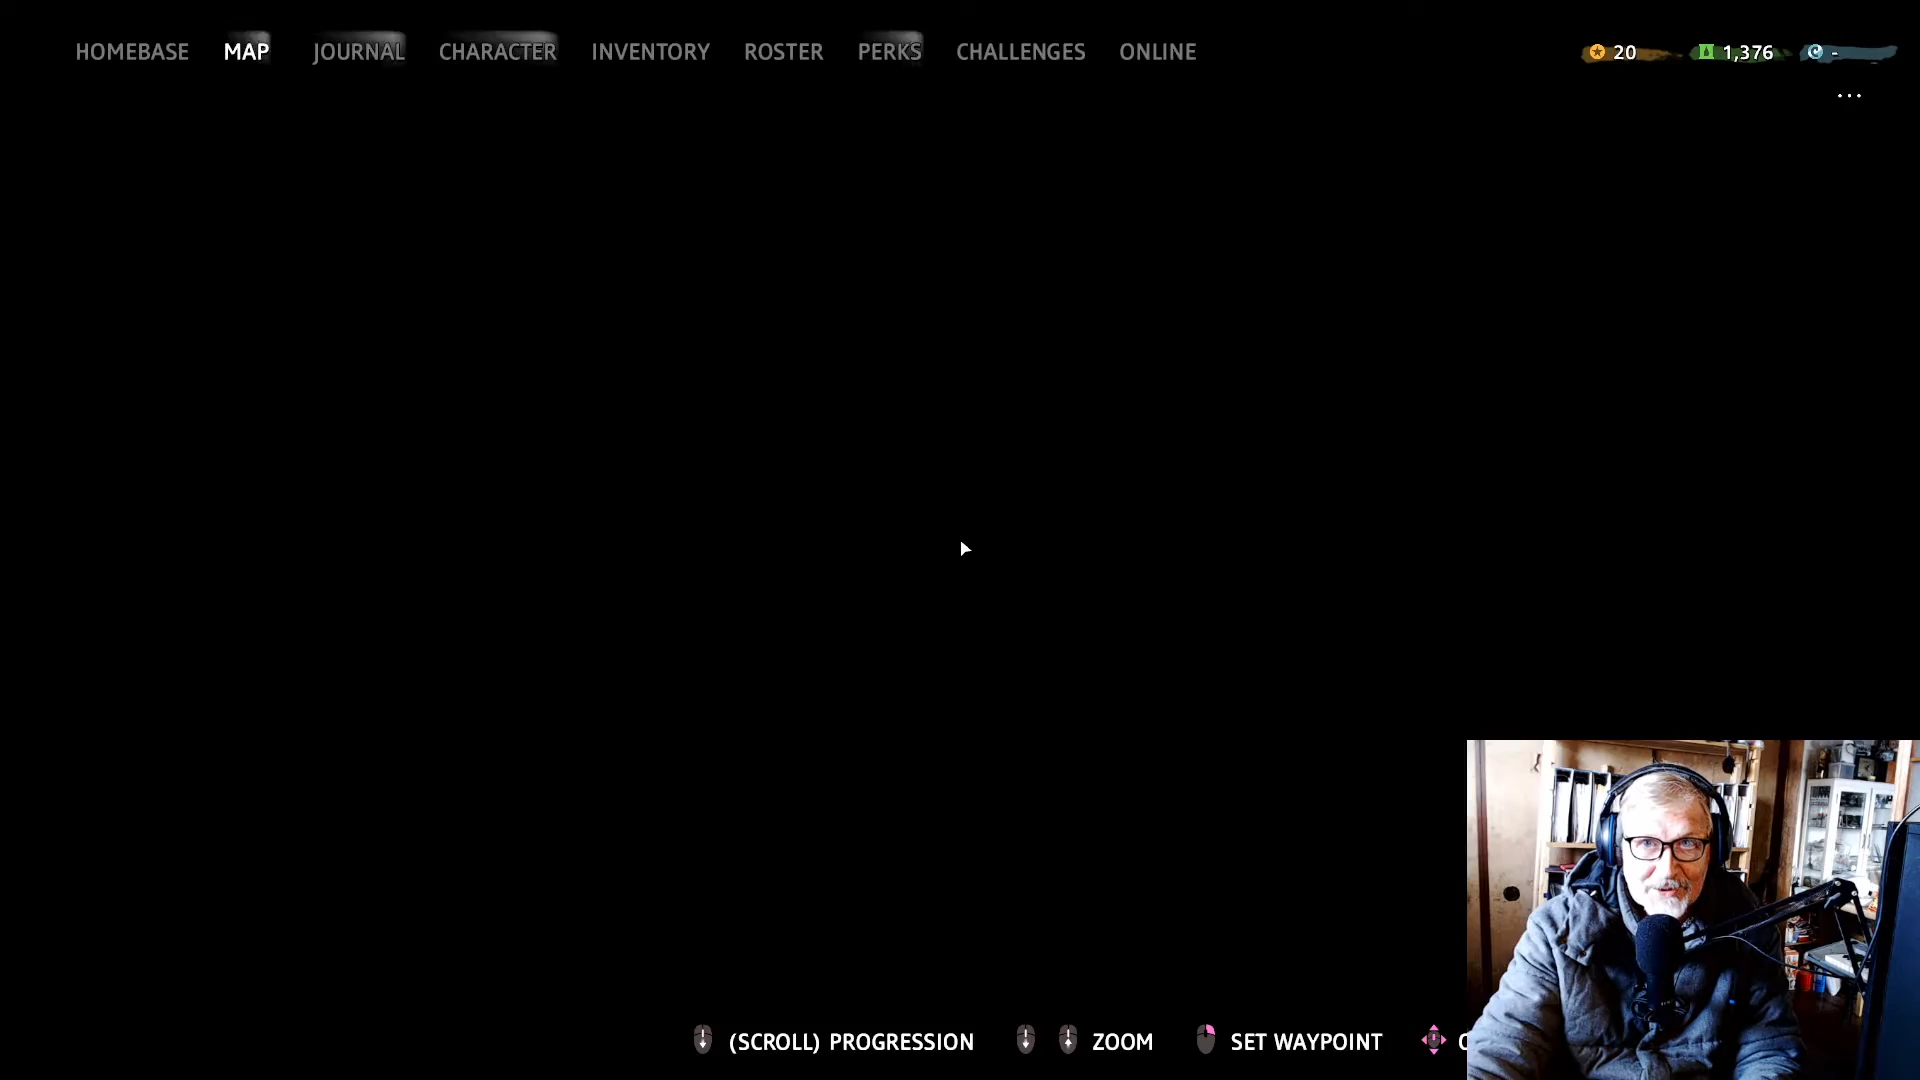 HOMEBASE MAP JOURNAL CHARACTER INVENTORY ROSTER PERKS CHALLENGES ONLINE 20 1,376 -
...
(SCROLL) PROGRESSION ZOOM SET WAYPOINT